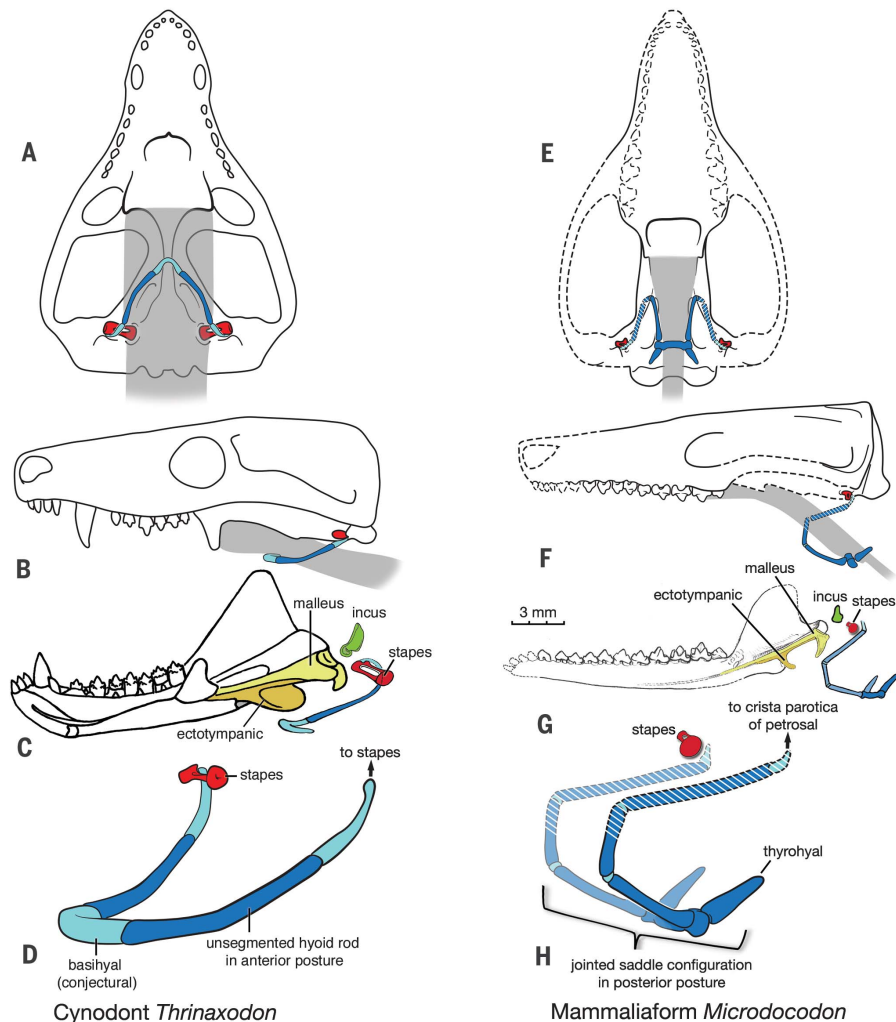 A
B
malleus
incus
stapes
ectotympanic
C
stapes
to stapes
basihyal
(conjectural)
unsegmented hyoid rod
in anterior posture
D
Cynodont Thrinaxodon
E
F
malleus
ectotympanic
incus
stapes
3 mm
G
to crista parotica
of petrosal
stapes
thyrohyal
H
jointed saddle configuration
in posterior posture
Mammaliaform Microdocodon